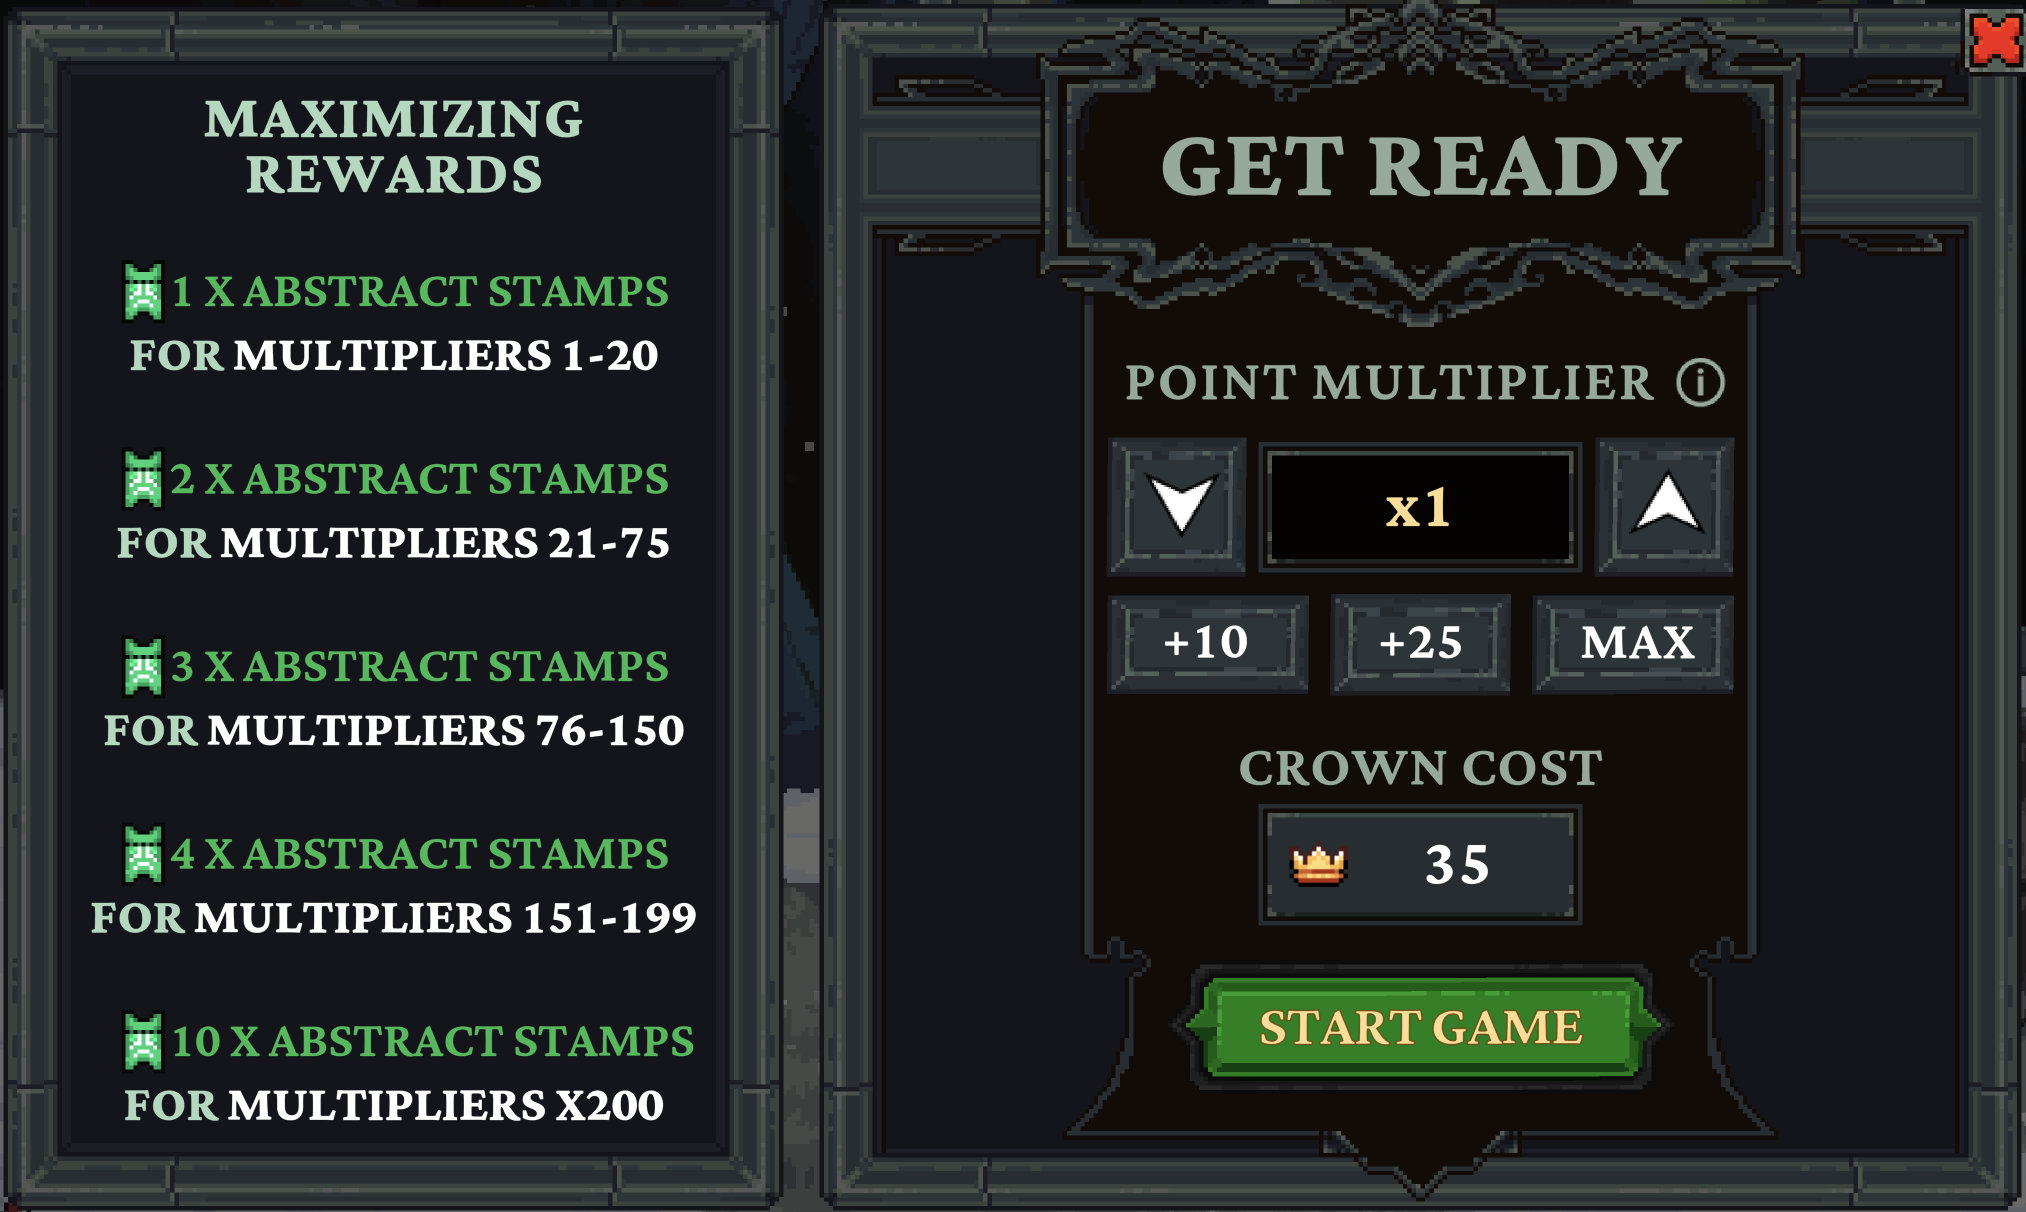 MAXIMIZING
REWARDS
1 X ABSTRACT STAMPS
FOR MULTIPLIERS 1-20
2 X ABSTRACT STAMPS
FOR MULTIPLIERS 21-75
3 X ABSTRACT STAMPS
FOR MULTIPLIERS 76-150
4 X ABSTRACT STAMPS
FOR MULTIPLIERS 151-199
10 X ABSTRACT STAMPS
FOR MULTIPLIERS X200
GET READY
POINT MULTIPLIER i
x1
+10 +25 MAX
CROWN COST
35
START GAME